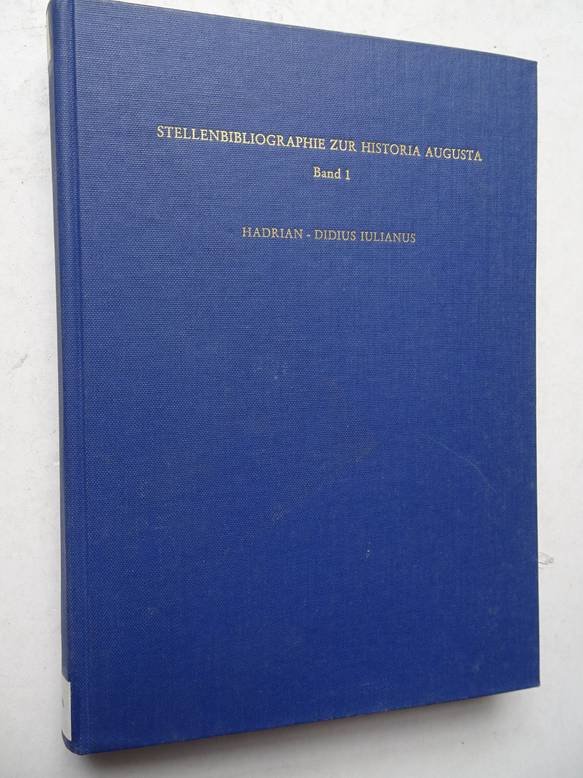 STELLENBIBLIOGRAPHIE ZUR HISTORIA AUGUSTA
Band 1
HADRIAN - DIDIUS IULIANUS